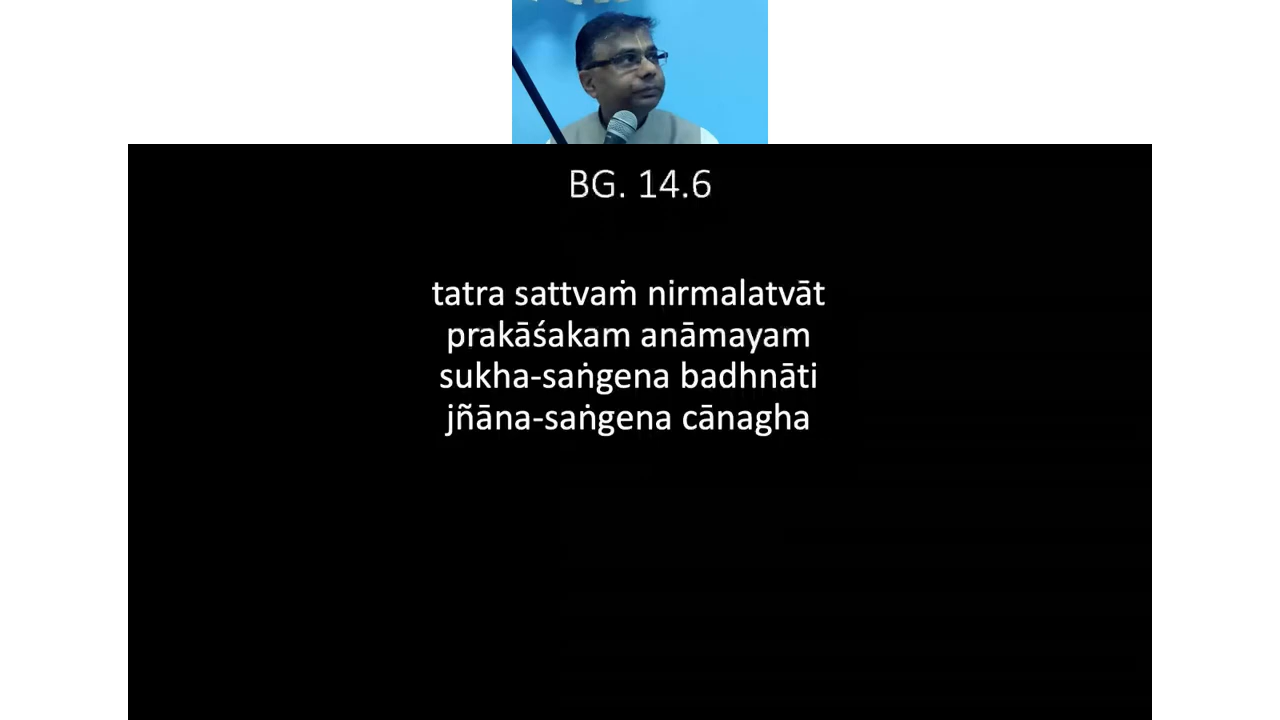 BG. 14.6
tatra sattvaṁ nirmalatvāt
prakāśakam anāmayam
sukha-saṅgena badhnāti
jñāna-saṅgena cānagha